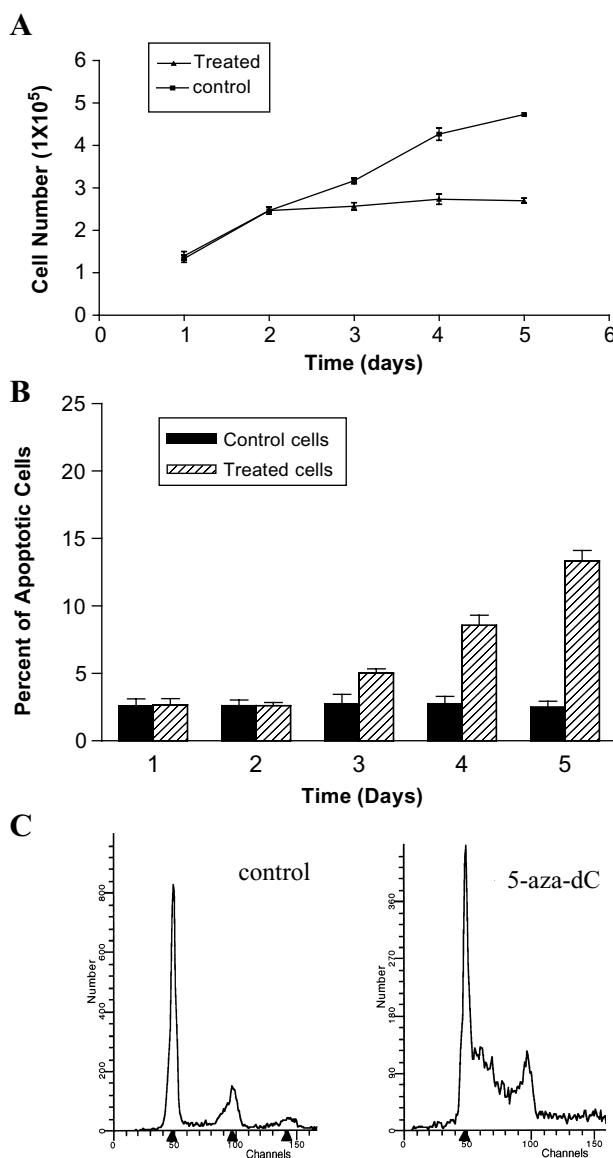 A
Treated
control
Cell Number (1X10⁵)
6
5
4
3
2
1
0
0 1 2 3 4 5 6
Time (days)
B
Control cells
Treated cells
Percent of Apoptotic Cells
25
20
15
10
5
0
1 2 3 4 5
Time (Days)
C
control
Number
800
600
400
200
0
0 50 100 150
Channels
5-aza-dC
Number
360
270
180
90
0
0 50 100 150
Channels